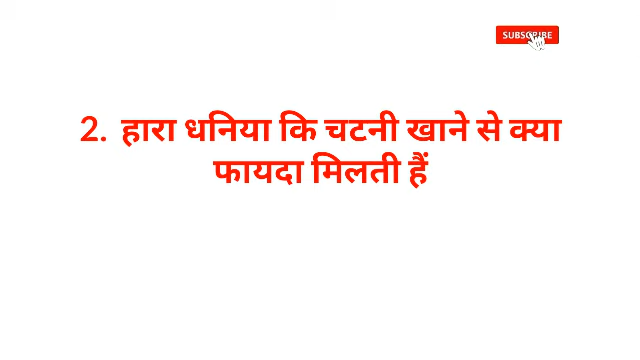 SUBSCRIBE
2. हारा धनिया कि चटनी खाने से क्या
फायदा मिलती हैं